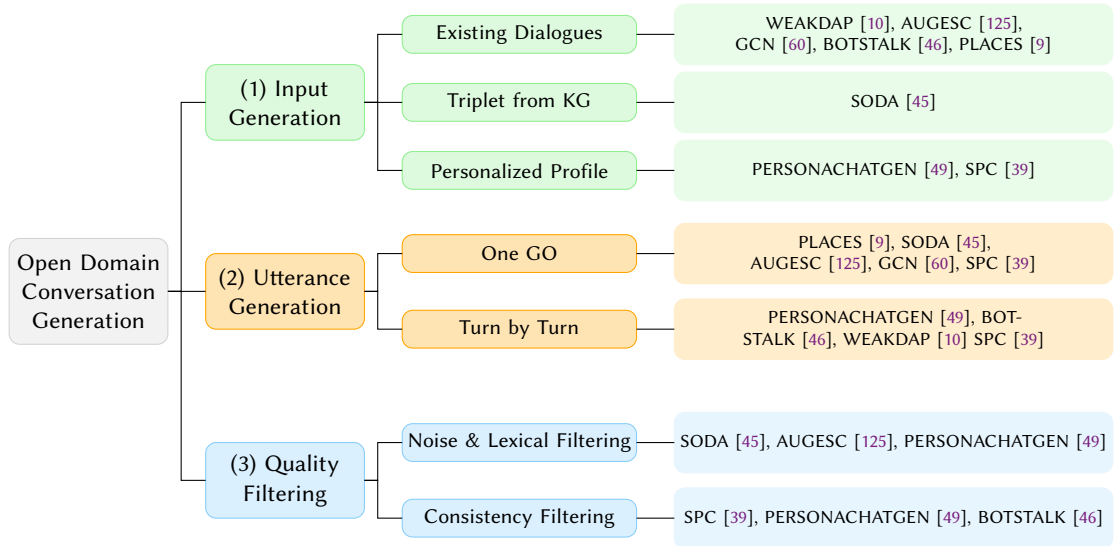 Open Domain
Conversation
Generation
(1) Input
Generation
Existing Dialogues
WEAKDAP [10], AUGESC [125],
GCN [60], BOTSTALK [46], PLACES [9]
Triplet from KG
SODA [45]
Personalized Profile
PERSONACHATGEN [49], SPC [39]
(2) Utterance
Generation
One GO
PLACES [9], SODA [45],
AUGESC [125], GCN [60], SPC [39]
Turn by Turn
PERSONACHATGEN [49], BOT-
STALK [46], WEAKDAP [10] SPC [39]
(3) Quality
Filtering
Noise & Lexical Filtering
SODA [45], AUGESC [125], PERSONACHATGEN [49]
Consistency Filtering
SPC [39], PERSONACHATGEN [49], BOTSTALK [46]